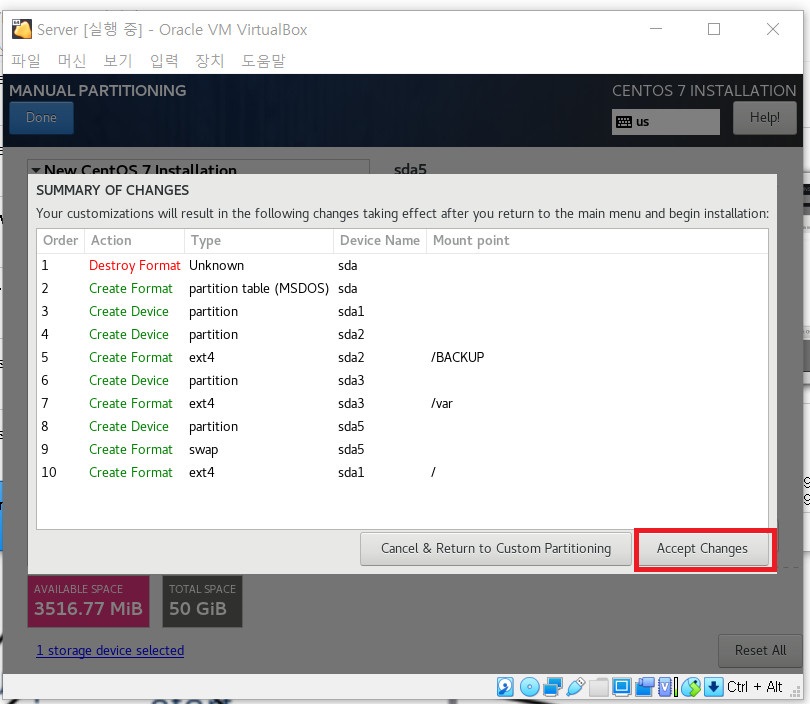 Server [실행 중] - Oracle VM VirtualBox
파일 머신 보기 입력 장치 도움말
MANUAL PARTITIONING
CENTOS 7 INSTALLATION
Done
us
Help!
New CentOS 7 Installation
sda5
SUMMARY OF CHANGES
Your customizations will result in the following changes taking effect after you return to the main menu and begin installation:
Order Action Type Device Name Mount point
1 Destroy Format Unknown sda
2 Create Format partition table (MSDOS) sda
3 Create Device partition sda1
4 Create Device partition sda2
5 Create Format ext4 sda2 /BACKUP
6 Create Device partition sda3
7 Create Format ext4 sda3 /var
8 Create Device partition sda5
9 Create Format swap sda5
10 Create Format ext4 sda1 /
Cancel & Return to Custom Partitioning
Accept Changes
AVAILABLE SPACE
3516.77 MiB
TOTAL SPACE
50 GiB
1 storage device selected
Reset All
Ctrl + Alt